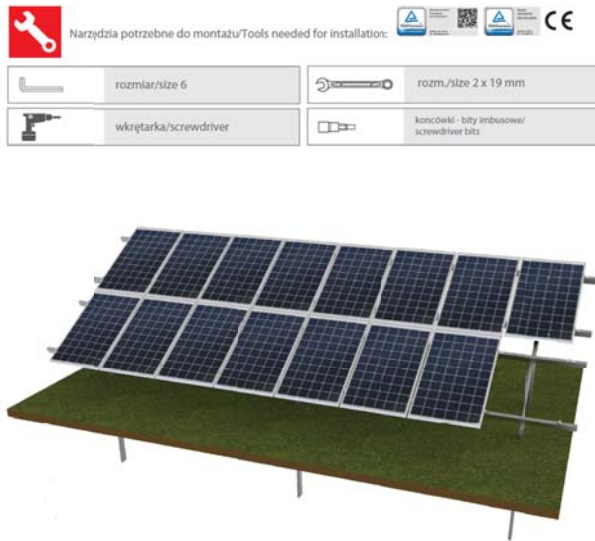 Narzędzia potrzebne do montażu/Tools needed for installation:
rozmiar/size 6
rozm./size 2 x 19 mm
wkrętarka/screwdriver
końcówki - bity imbusowe/
screwdriver bits